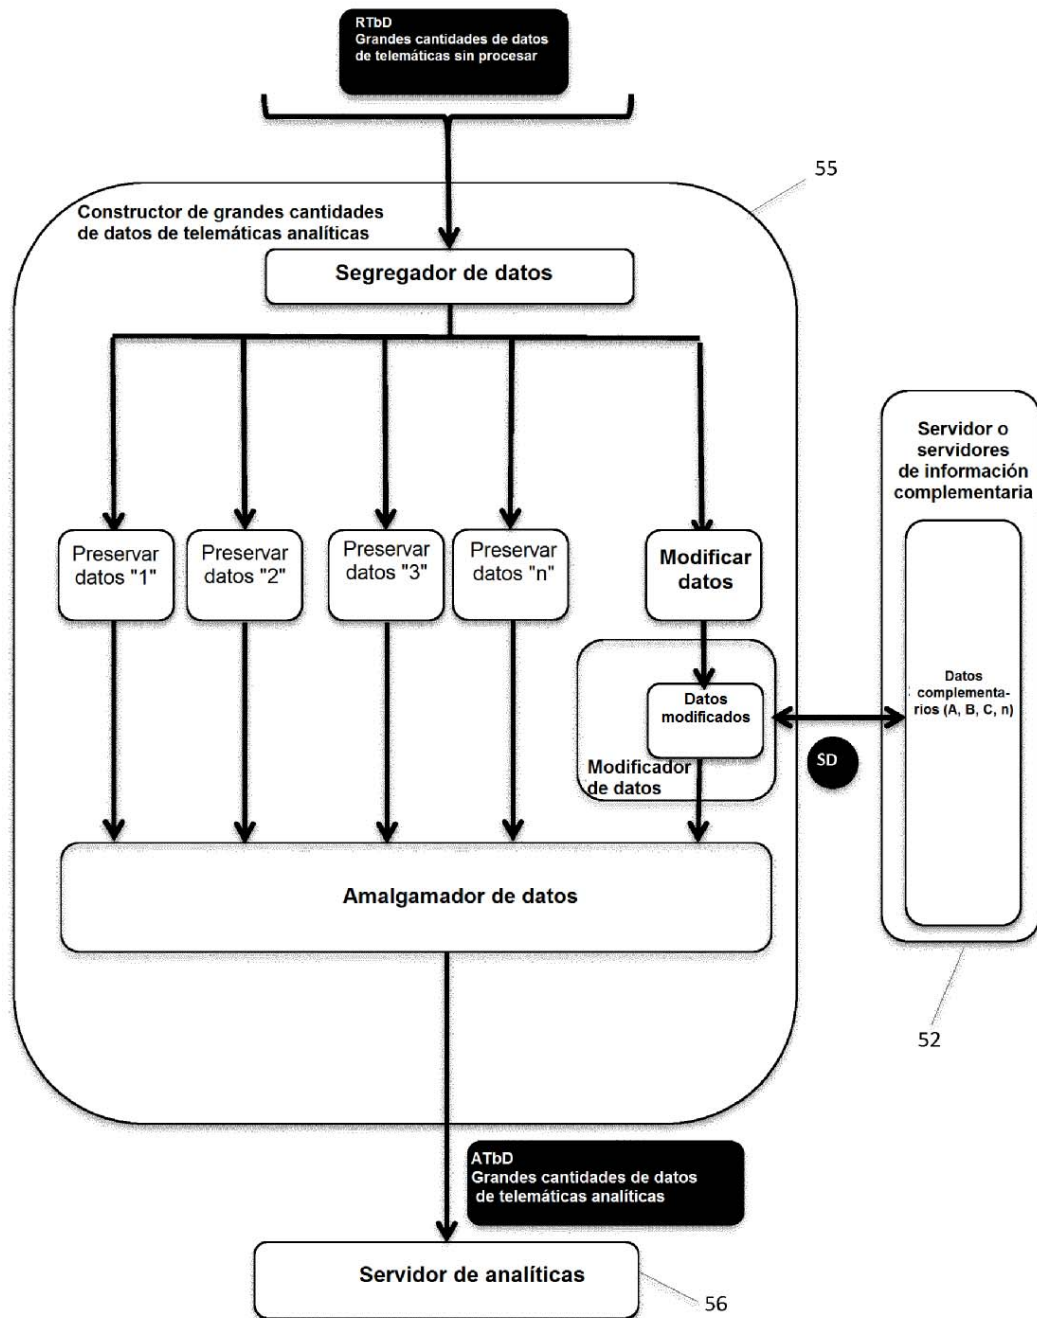 RTbD
Grandes cantidades de datos
de telemáticas sin procesar
55
Constructor de grandes cantidades
de datos de telemáticas analíticas
Segregador de datos
Servidor o
servidores
de información
complementaria
Preservar
datos "1"
Preservar
datos "2"
Preservar
datos "3"
Preservar
datos "n"
Modificar
datos
Datos
modificados
Modificador
de datos
SD
Datos
complementa-
rios (A, B, C, n)
Amalgamador de datos
52
ATbD
Grandes cantidades de datos
de telemáticas analíticas
Servidor de analíticas
56